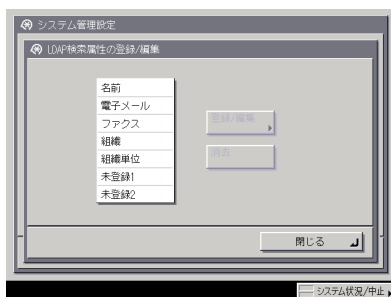 システム管理設定
LDAP検索属性の登録/編集
名前
電子メール
ファクス
組織
組織単位
未登録1
未登録2
登録/編集
消去
閉じる
システム状況/中止